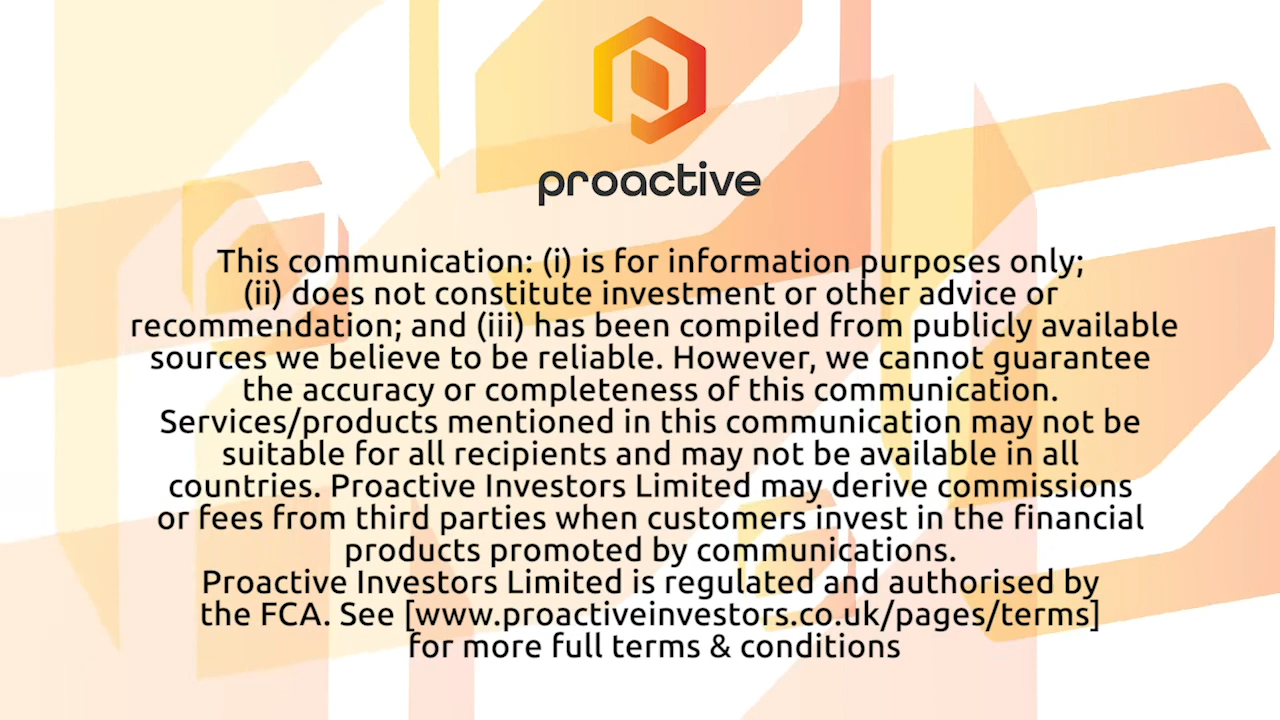 proactive
This communication: (i) is for information purposes only;
(ii) does not constitute investment or other advice or
recommendation; and (iii) has been compiled from publicly available
sources we believe to be reliable. However, we cannot guarantee
the accuracy or completeness of this communication.
Services/products mentioned in this communication may not be
suitable for all recipients and may not be available in all
countries. Proactive Investors Limited may derive commissions
or fees from third parties when customers invest in the financial
products promoted by communications.
Proactive Investors Limited is regulated and authorised by
the FCA. See [www.proactiveinvestors.co.uk/pages/terms]
for more full terms & conditions